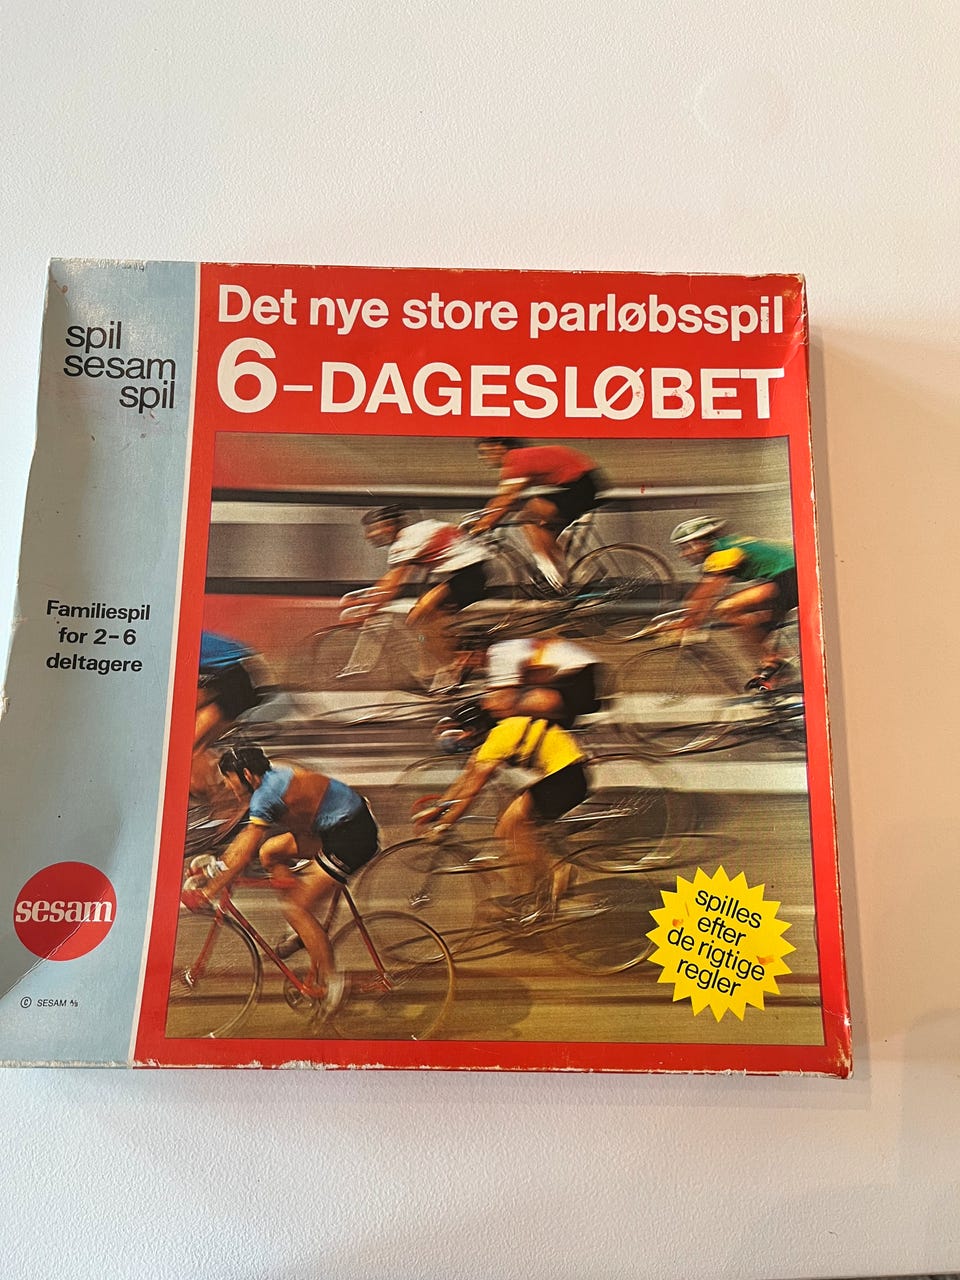 Det nye store parløbsspil
6-DAGESLØBET
spil
sesam
spil
Familiespil
for 2-6
deltagere
spilles
efter
de rigtige
regler
sesam
© SESAM A/S